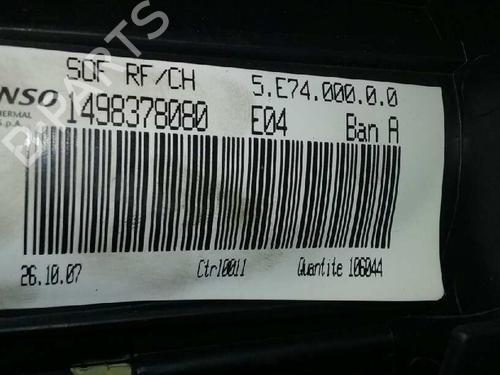 SOF RF/CH 5.E74.000.0.0
NSO 1498378080 E04 Ban A
HERMAL
S.p.A.
26.10.07 Ctrl0011 Quantite 106044
B-PARTS